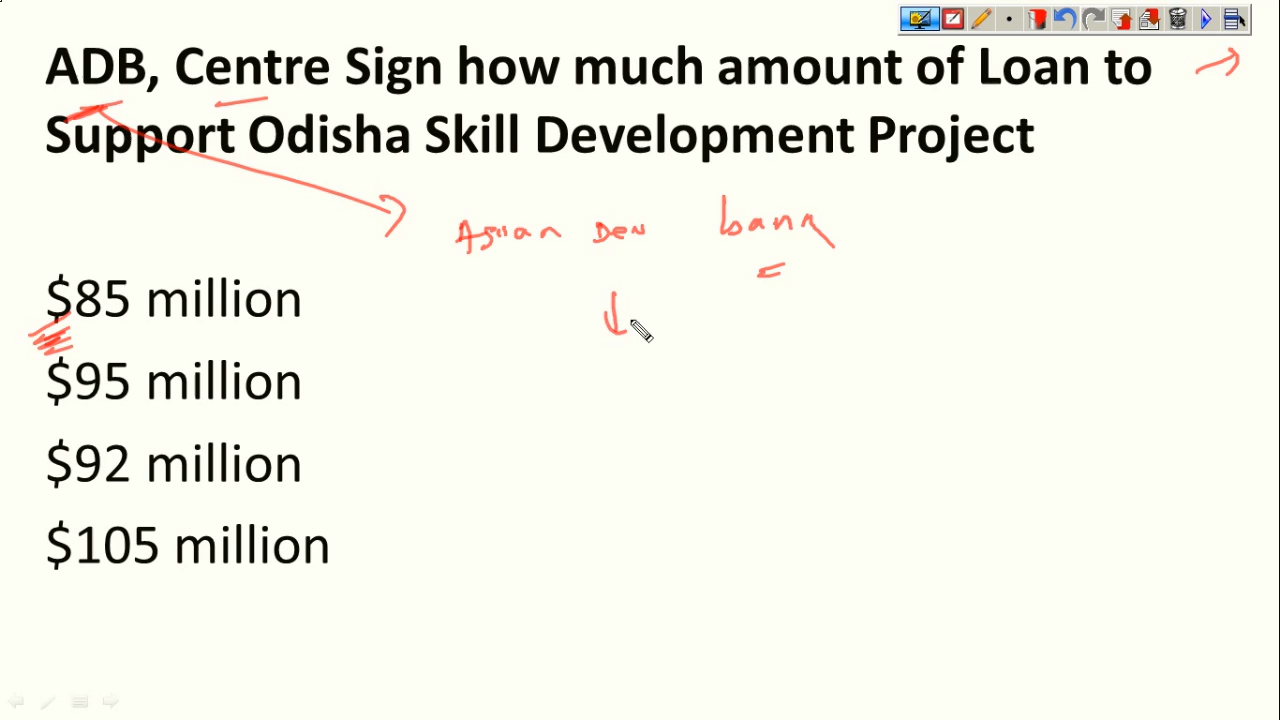 ADB, Centre Sign how much amount of Loan to
Support Odisha Skill Development Project
Asian Dev bank
$85 million
$95 million
$92 million
$105 million